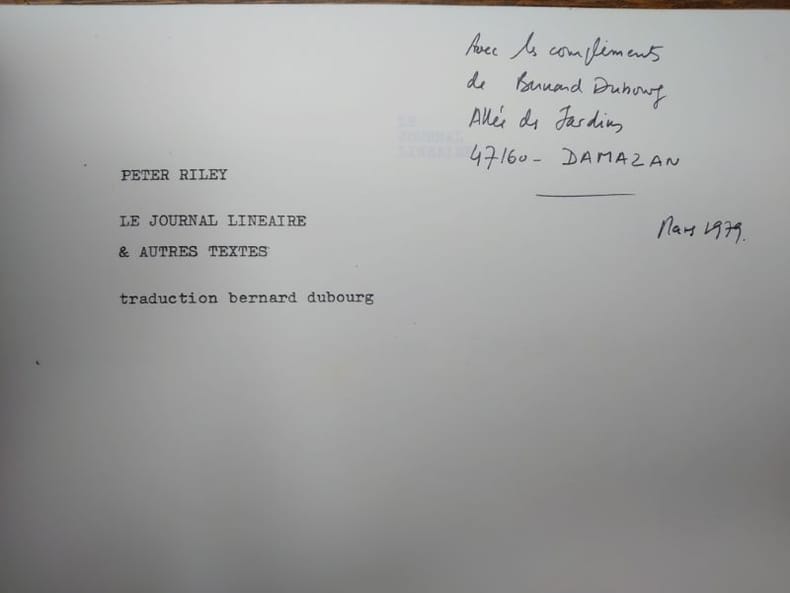 Avec les compliments
de Bernard Dubourg
Allée des Jardins
47160 - DAMAZAN
Mars 1979.
PETER RILEY
LE JOURNAL LINEAIRE
& AUTRES TEXTES
traduction bernard dubourg